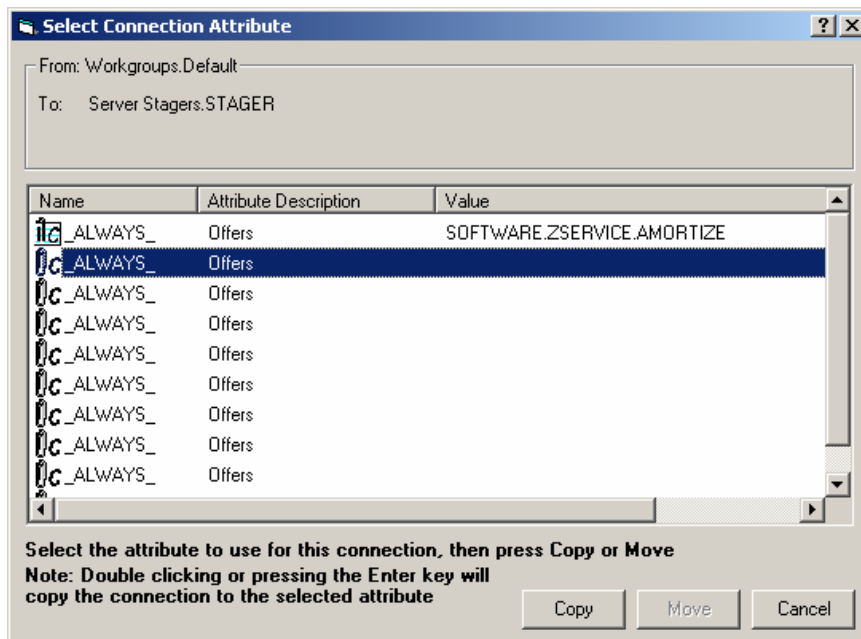 Select Connection Attribute
From: Workgroups.Default
To: Server Stagers.STAGER
Name Attribute Description Value
_ALWAYS_ Offers SOFTWARE.ZSERVICE.AMORTIZE
_ALWAYS_ Offers
_ALWAYS_ Offers
_ALWAYS_ Offers
_ALWAYS_ Offers
_ALWAYS_ Offers
_ALWAYS_ Offers
_ALWAYS_ Offers
_ALWAYS_ Offers
Select the attribute to use for this connection, then press Copy or Move
Note: Double clicking or pressing the Enter key will
copy the connection to the selected attribute
Copy Move Cancel